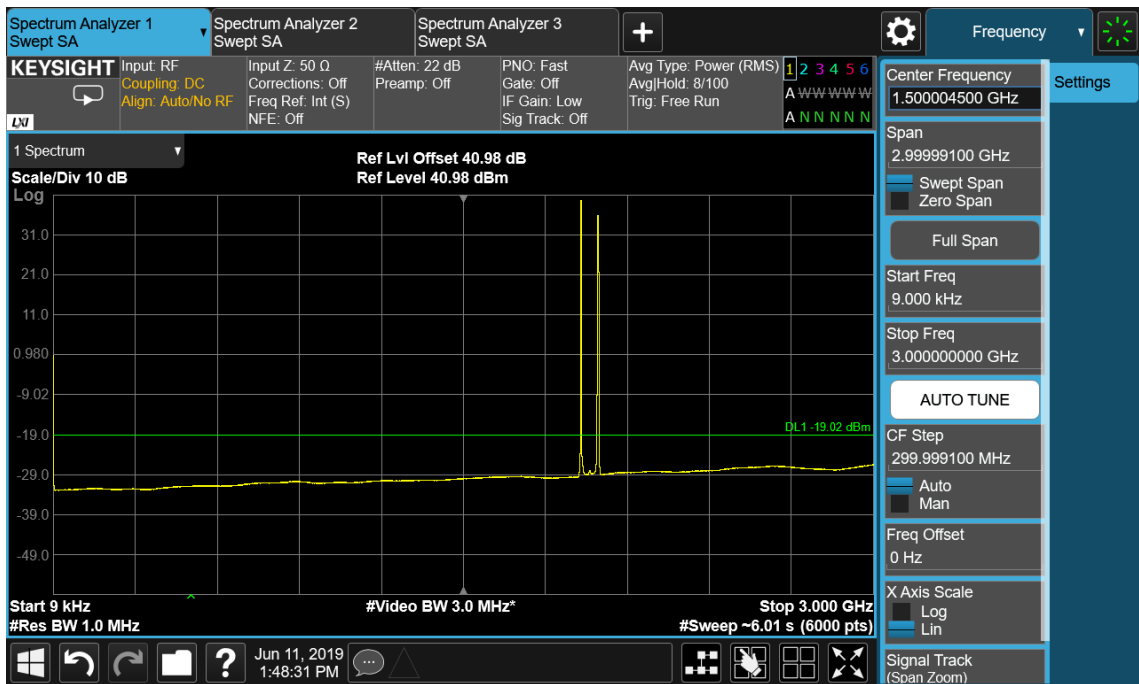 Spectrum Analyzer 1
Swept SA
Spectrum Analyzer 2
Swept SA
Spectrum Analyzer 3
Swept SA
Frequency
KEYSIGHT
LXI
Input: RF
Coupling: DC
Align: Auto/No RF
Input Z: 50 Ω
Corrections: Off
Freq Ref: Int (S)
NFE: Off
#Atten: 22 dB
Preamp: Off
PNO: Fast
Gate: Off
IF Gain: Low
Sig Track: Off
Avg Type: Power (RMS)
Avg|Hold: 8/100
Trig: Free Run
1 2 3 4 5 6
A W W W W W
A N N N N N
1 Spectrum
Scale/Div 10 dB
Ref Lvl Offset 40.98 dB
Ref Level 40.98 dBm
Log
31.0
21.0
11.0
0.980
-9.02
-19.0
-29.0
-39.0
-49.0
DL1 -19.02 dBm
Start 9 kHz
#Res BW 1.0 MHz
#Video BW 3.0 MHz*
Stop 3.000 GHz
#Sweep ~6.01 s (6000 pts)
?
Jun 11, 2019
1:48:31 PM
Center Frequency
1.500004500 GHz
Settings
Span
2.99999100 GHz
Swept Span
Zero Span
Full Span
Start Freq
9.000 kHz
Stop Freq
3.000000000 GHz
AUTO TUNE
CF Step
299.999100 MHz
Auto
Man
Freq Offset
0 Hz
X Axis Scale
Log
Lin
Signal Track
(Span Zoom)